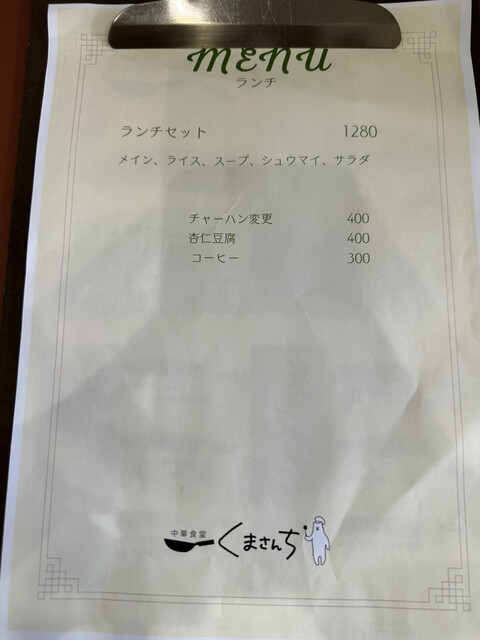 MENU
ランチ
ランチセット 1280
メイン、ライス、スープ、シュウマイ、サラダ
チャーハン変更 400
杏仁豆腐 400
コーヒー 300
中華食堂
くまさんち